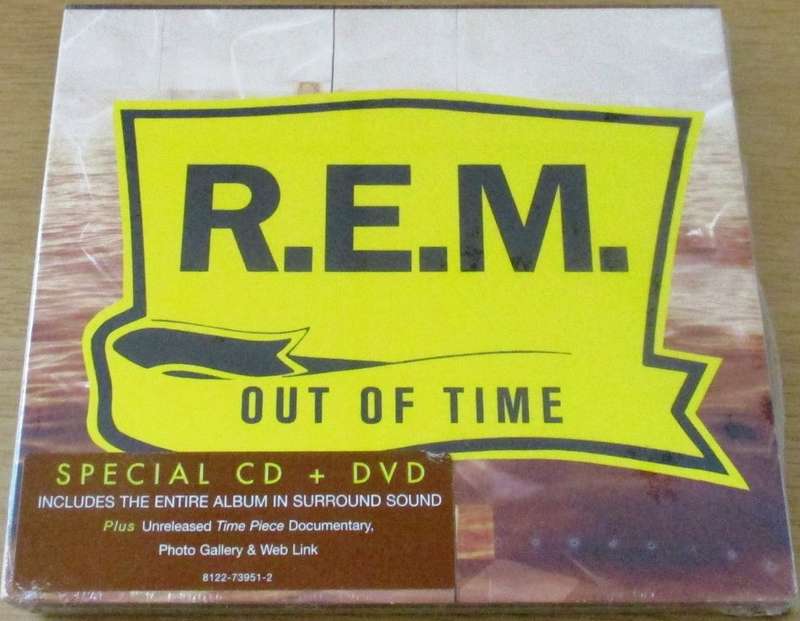 R.E.M.
OUT OF TIME
SPECIAL CD + DVD
INCLUDES THE ENTIRE ALBUM IN SURROUND SOUND
Plus Unreleased Time Piece Documentary,
Photo Gallery & Web Link
8122-73951-2